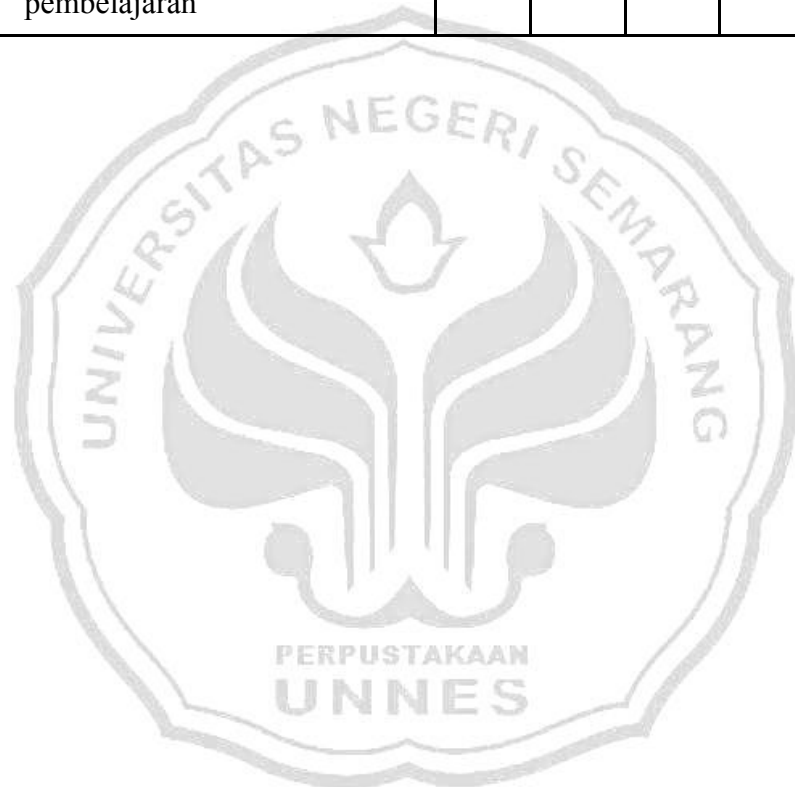 pembelajaran
UNIVERSITAS NEGERI SEMARANG
PERPUSTAKAAN
UNNES